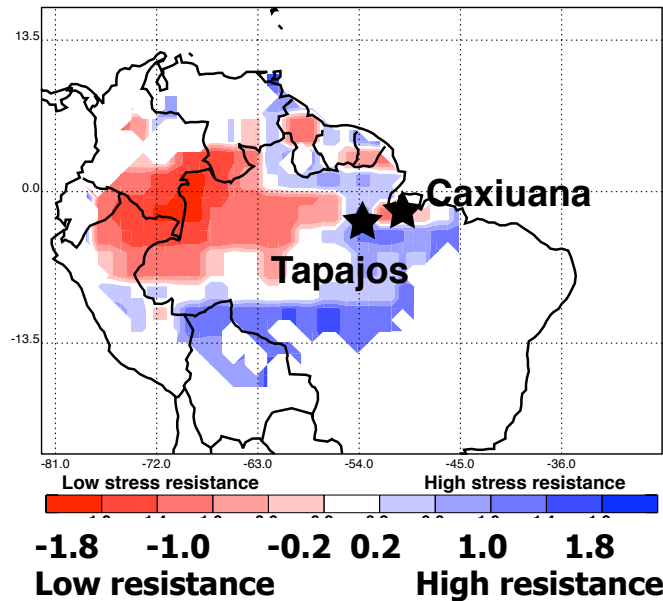 13.5
0.0
-13.5
Caxiuana
Tapajos
-81.0 -72.0 -63.0 -54.0 -45.0 -36.0
Low stress resistance High stress resistance
-1.8 -1.0 -0.2 0.2 1.0 1.8
Low resistance High resistance